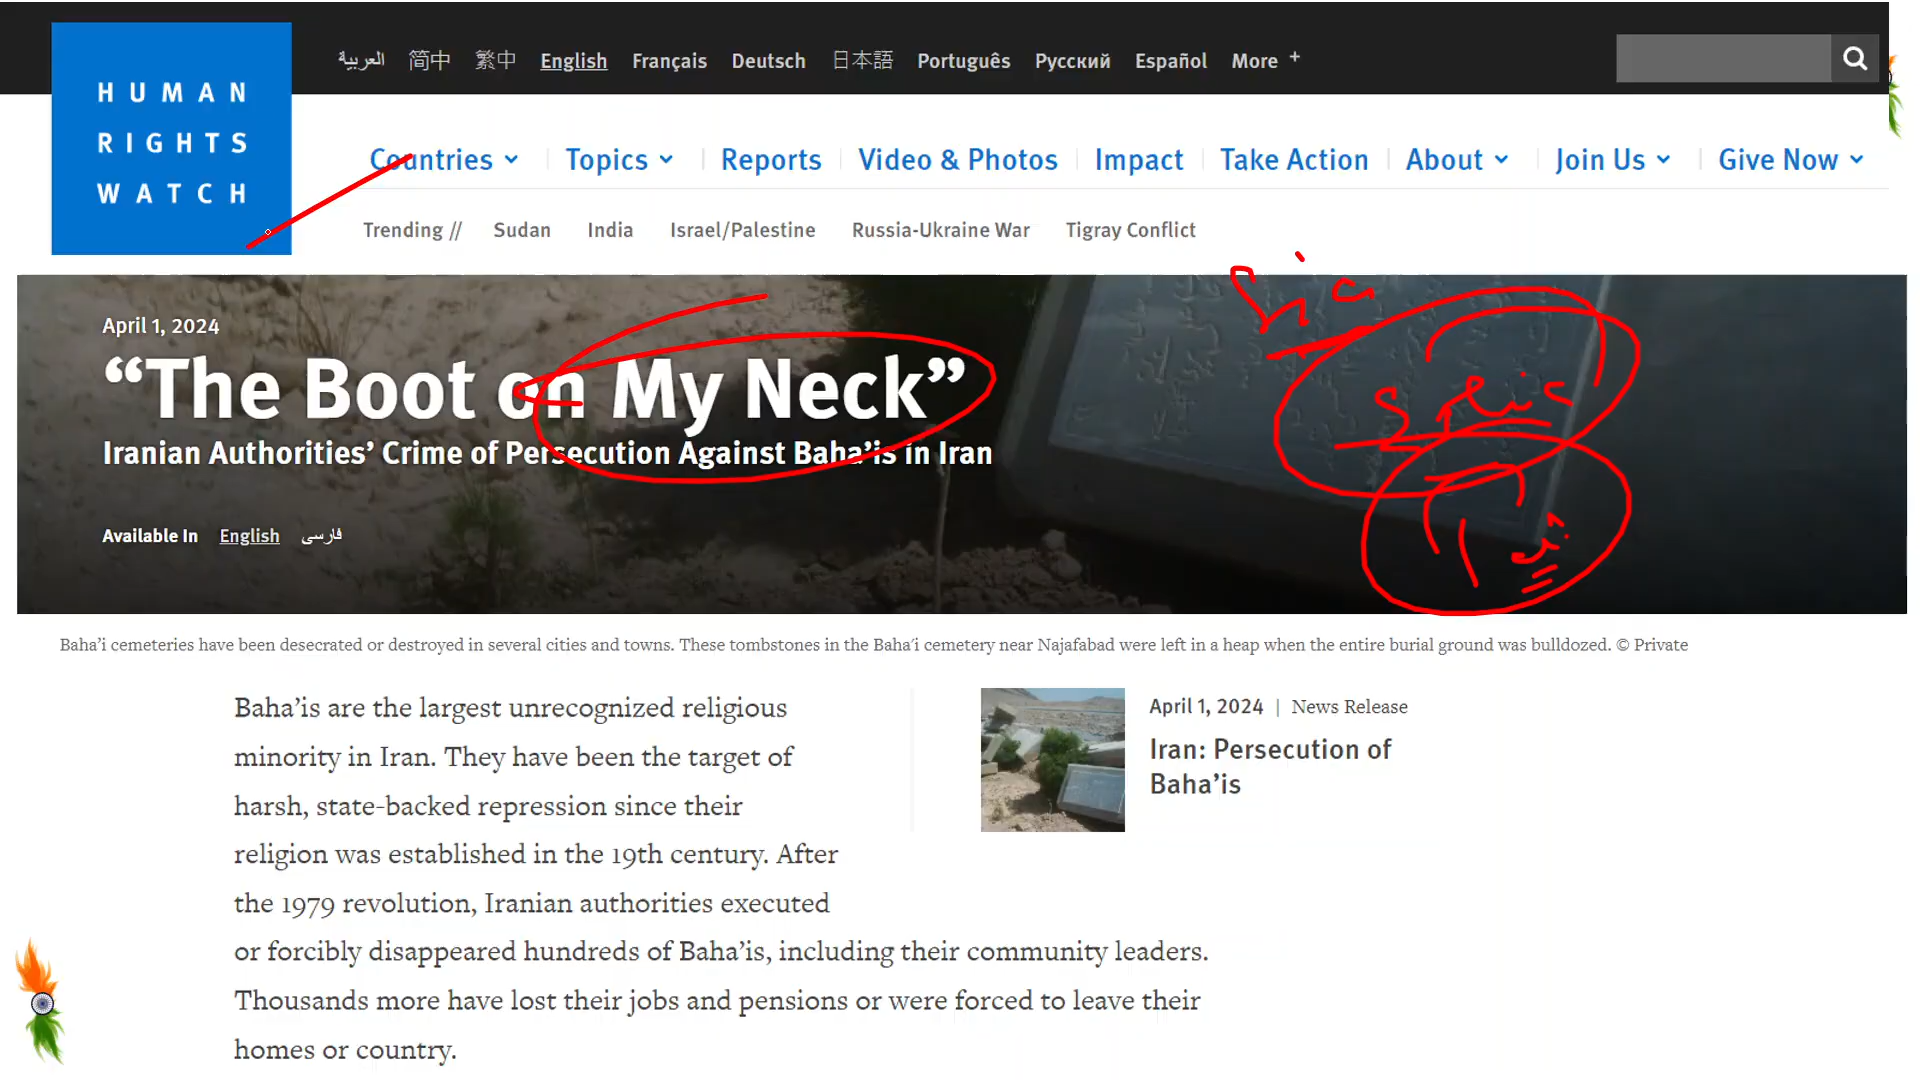 العربية 简中 繁中 English Français Deutsch 日本語 Português Русский Español More +
HUMAN
RIGHTS
WATCH
Countries Topics Reports Video & Photos Impact Take Action About Join Us Give Now
Trending // Sudan India Israel/Palestine Russia-Ukraine War Tigray Conflict
April 1, 2024
“The Boot on My Neck”
Iranian Authorities’ Crime of Persecution Against Baha’is in Iran
Available In English فارسی
Baha’i cemeteries have been desecrated or destroyed in several cities and towns. These tombstones in the Baha’i cemetery near Najafabad were left in a heap when the entire burial ground was bulldozed. © Private
Baha’is are the largest unrecognized religious
minority in Iran. They have been the target of
harsh, state-backed repression since their
religion was established in the 19th century. After
the 1979 revolution, Iranian authorities executed
or forcibly disappeared hundreds of Baha’is, including their community leaders.
Thousands more have lost their jobs and pensions or were forced to leave their
homes or country.
April 1, 2024 | News Release
Iran: Persecution of
Baha’is